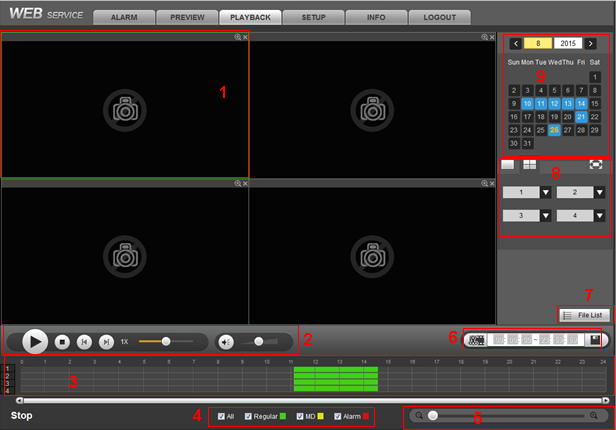 WEB SERVICE
ALARM PREVIEW PLAYBACK SETUP INFO LOGOUT
1
8 2015
9
Sun Mon Tue Wed Thu Fri Sat
1
2 3 4 5 6 7 8
9 10 11 12 13 14 15
16 17 18 19 20 21 22
23 24 25 26 27 28 29
30 31
8
1 2
3 4
7
File List
1X
2
6
0 1 2 3 4 5 6 7 8 9 10 11 12 13 14 15 16 17 18 19 20 21 22 23 24
1
2
3
4
3
Stop
4
All Regular MD Alarm
5